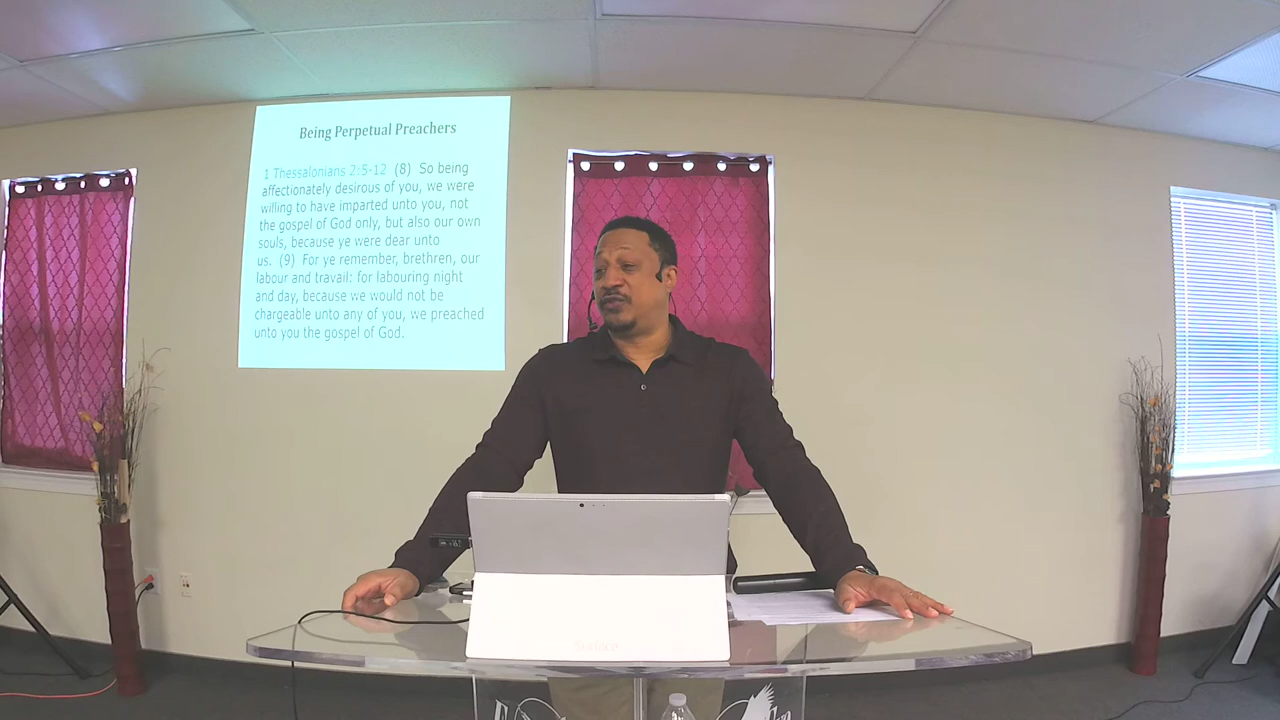 Being Perpetual Preachers
1 Thessalonians 2:5-12 (8) So being
affectionately desirous of you, we were
willing to have imparted unto you, not
the gospel of God only, but also our own
souls, because ye were dear unto
us. (9) For ye remember, brethren, our
labour and travail: for labouring night
and day, because we would not be
chargeable unto any of you, we preached
unto you the gospel of God.
Surface